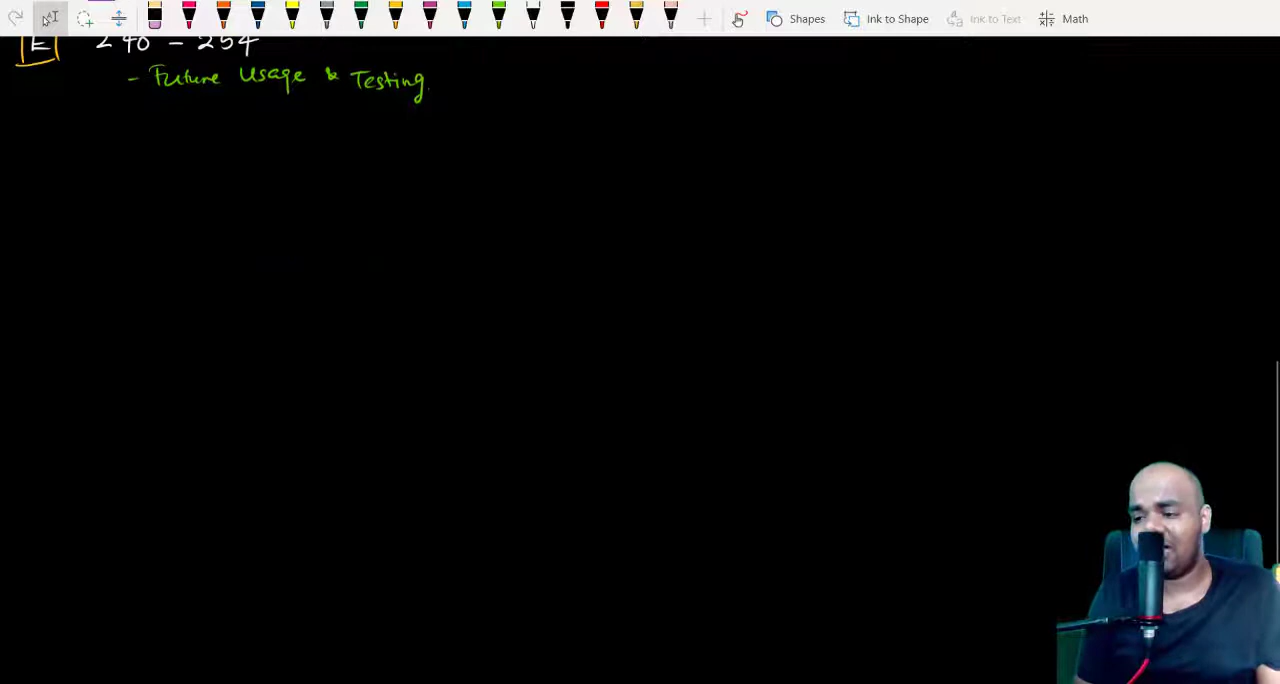 Shapes Ink to Shape Ink to Text Math
E 240 - 254
- Future Usage & Testing